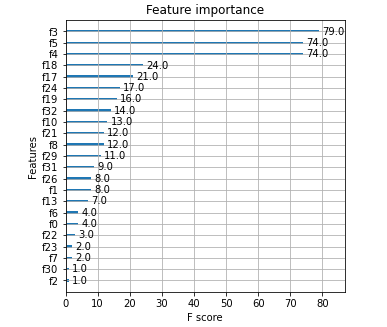 Feature importance
f3 79.0
f5 74.0
f4 74.0
f18 24.0
f17 21.0
f24 17.0
f19 16.0
f32 14.0
f10 13.0
f21 12.0
f8 12.0
f29 11.0
f31 9.0
f26 8.0
f1 8.0
f13 7.0
f6 4.0
f0 4.0
f22 3.0
f23 2.0
f7 2.0
f30 1.0
f2 1.0
Features
0 10 20 30 40 50 60 70 80
F score